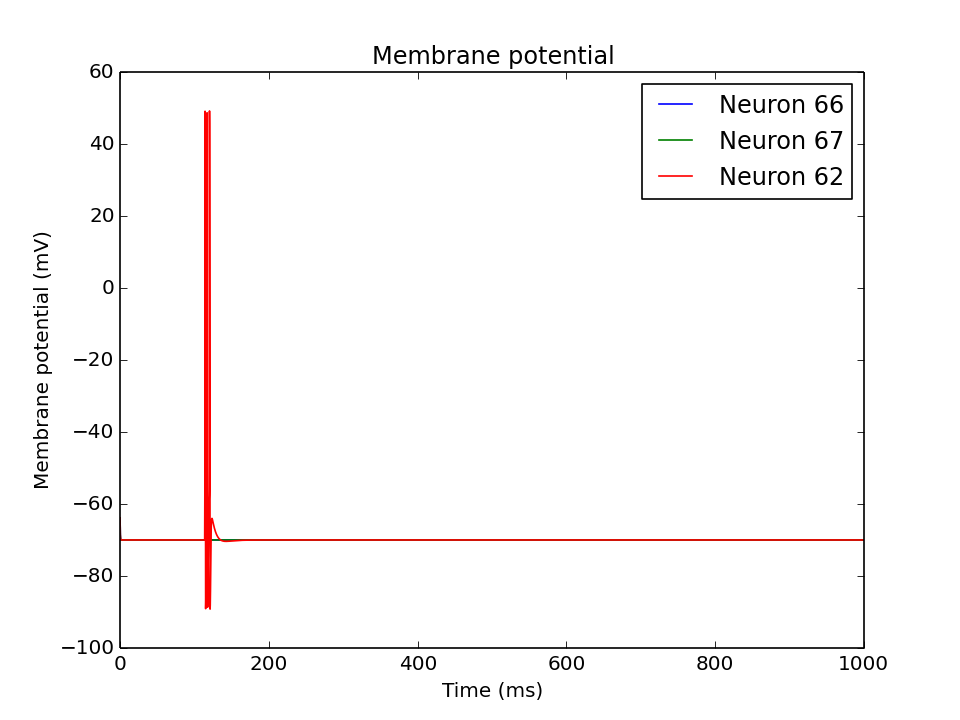 Membrane potential
60
40
20
0
−20
−40
−60
−80
−100
Membrane potential (mV)
Neuron 66
Neuron 67
Neuron 62
0 200 400 600 800 1000
Time (ms)